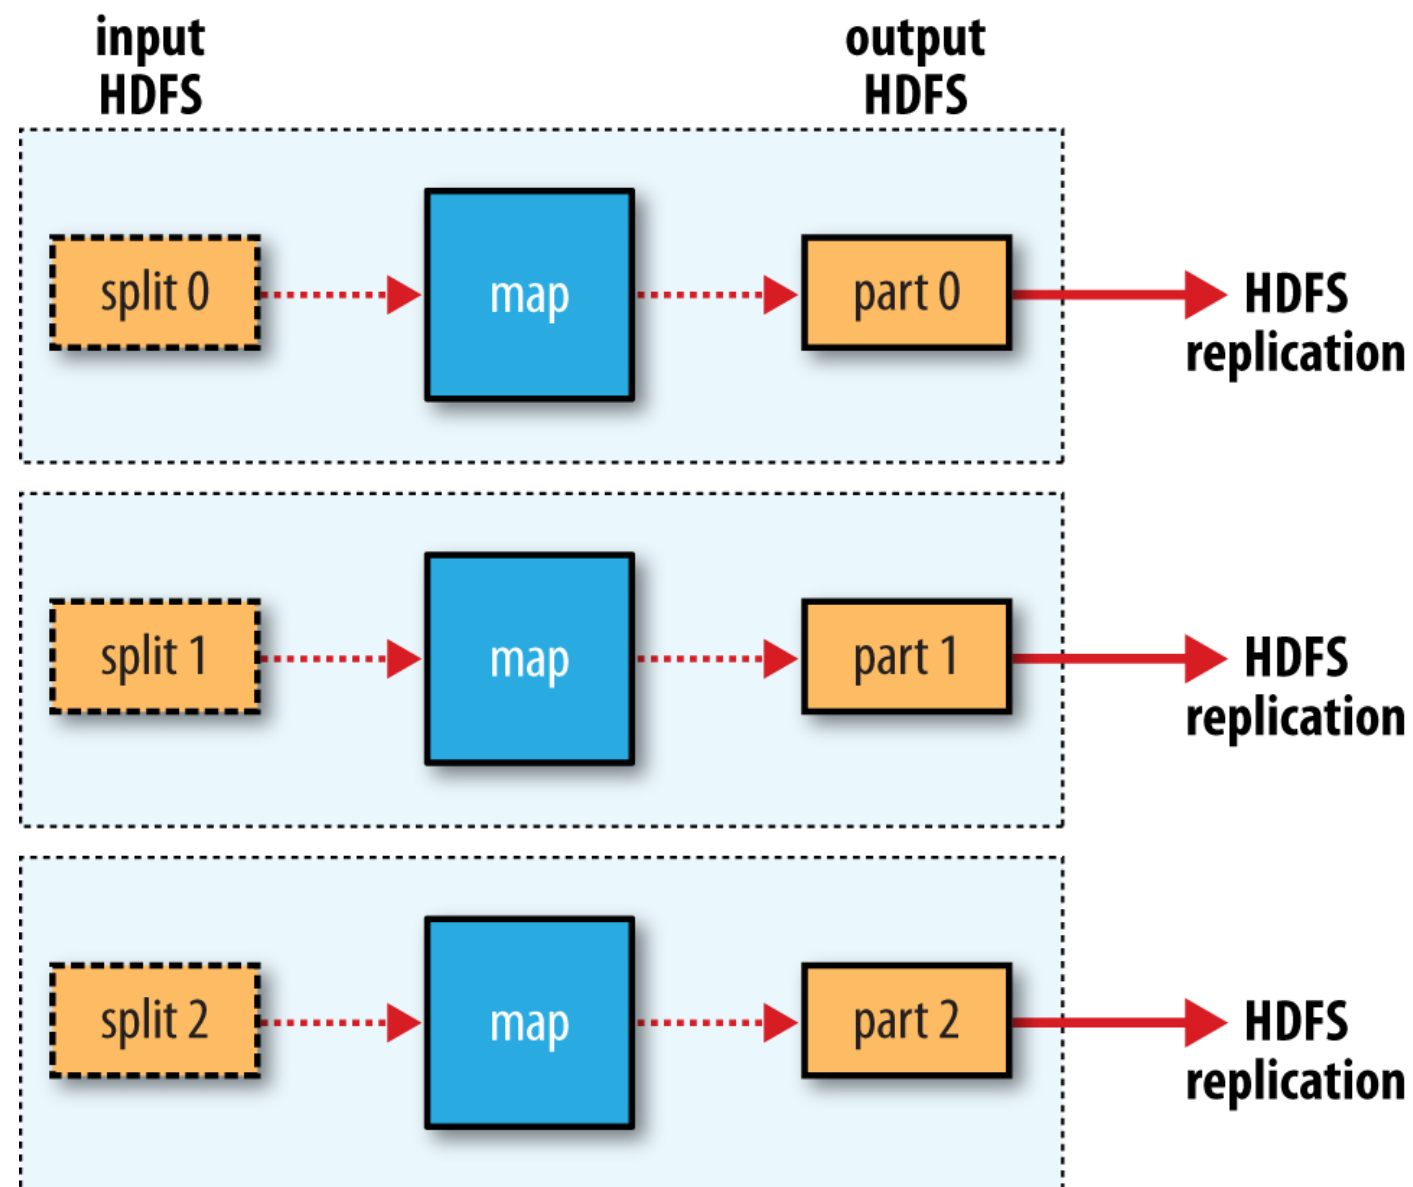 input
HDFS
output
HDFS
split 0
map
part 0
HDFS
replication
split 1
map
part 1
HDFS
replication
split 2
map
part 2
HDFS
replication